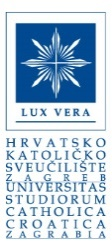 LUX VERA
HRVATSKO
KATOLIČKO
SVEUČILIŠTE
ZAGREB
UNIVERSITAS
STUDIORUM
CATHOLICA
CROATICA
ZAGRABIA